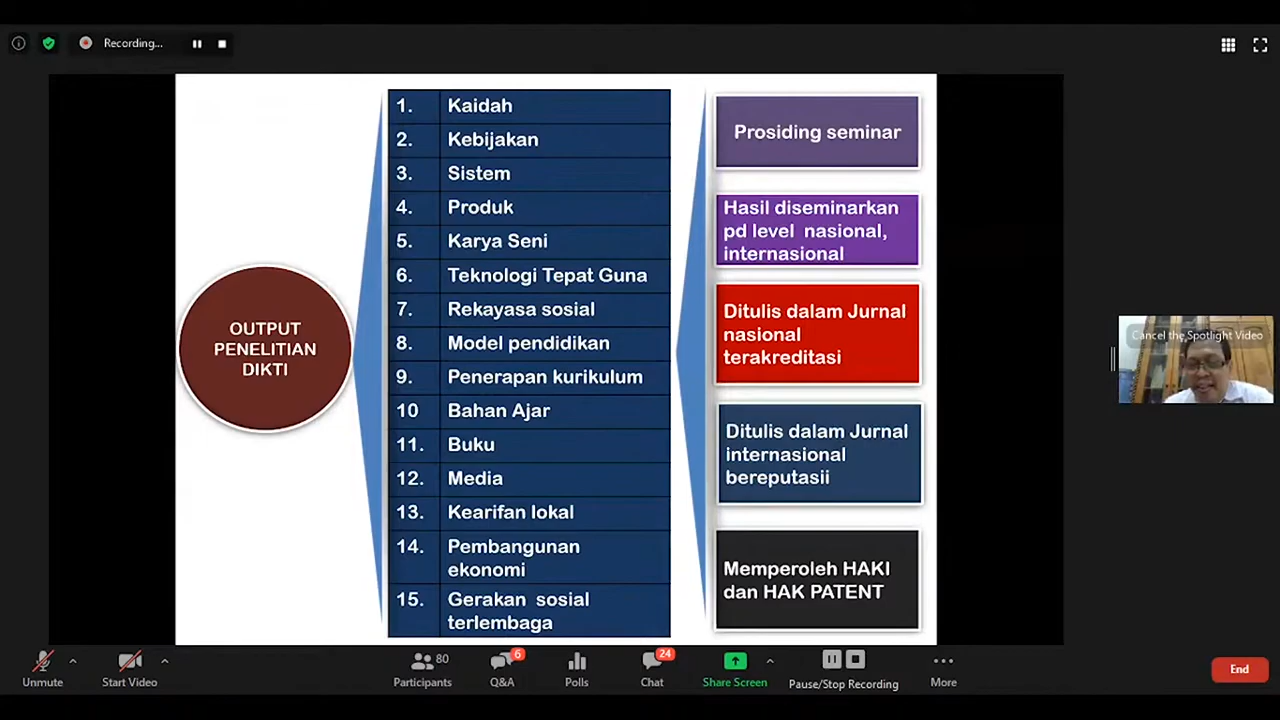 Recording...
OUTPUT
PENELITIAN
DIKTI
1. Kaidah
2. Kebijakan
3. Sistem
4. Produk
5. Karya Seni
6. Teknologi Tepat Guna
7. Rekayasa sosial
8. Model pendidikan
9. Penerapan kurikulum
10 Bahan Ajar
11. Buku
12. Media
13. Kearifan lokal
14. Pembangunan
ekonomi
15. Gerakan sosial
terlembaga
Prosiding seminar
Hasil diseminarkan
pd level nasional,
internasional
Ditulis dalam Jurnal
nasional
terakreditasi
Ditulis dalam Jurnal
internasional
bereputasii
Memperoleh HAKI
dan HAK PATENT
Cancel the Spotlight Video
80
6
24
Unmute
Start Video
Participants
Q&A
Polls
Chat
Share Screen
Pause/Stop Recording
More
End